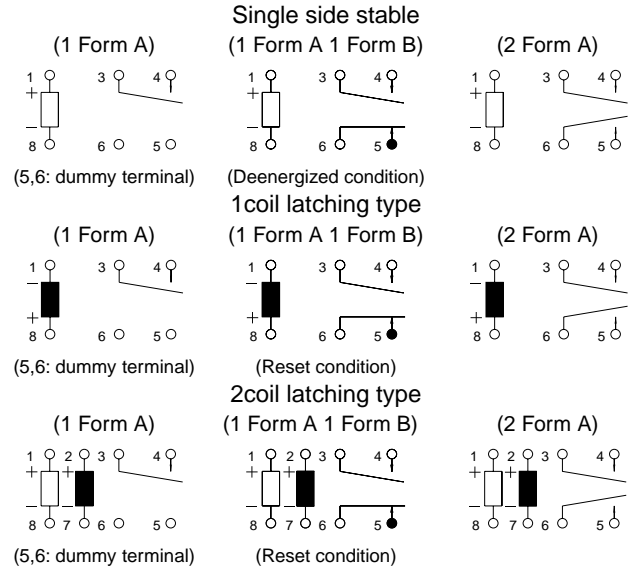 Single side stable
(1 Form A) (1 Form A 1 Form B) (2 Form A)
1 3 4 1 3 4 1 3 4
+ + +
− − −
8 6 5 8 6 5 8 6 5
(5,6: dummy terminal) (Deenergized condition)
1coil latching type
(1 Form A) (1 Form A 1 Form B) (2 Form A)
1 3 4 1 3 4 1 3 4
− − −
+ + +
8 6 5 8 6 5 8 6 5
(5,6: dummy terminal) (Reset condition)
2coil latching type
(1 Form A) (1 Form A 1 Form B) (2 Form A)
1 2 3 4 1 2 3 4 1 2 3 4
+ + + + + +
− − − − − −
8 7 6 5 8 7 6 5 8 7 6 5
(5,6: dummy terminal) (Reset condition)